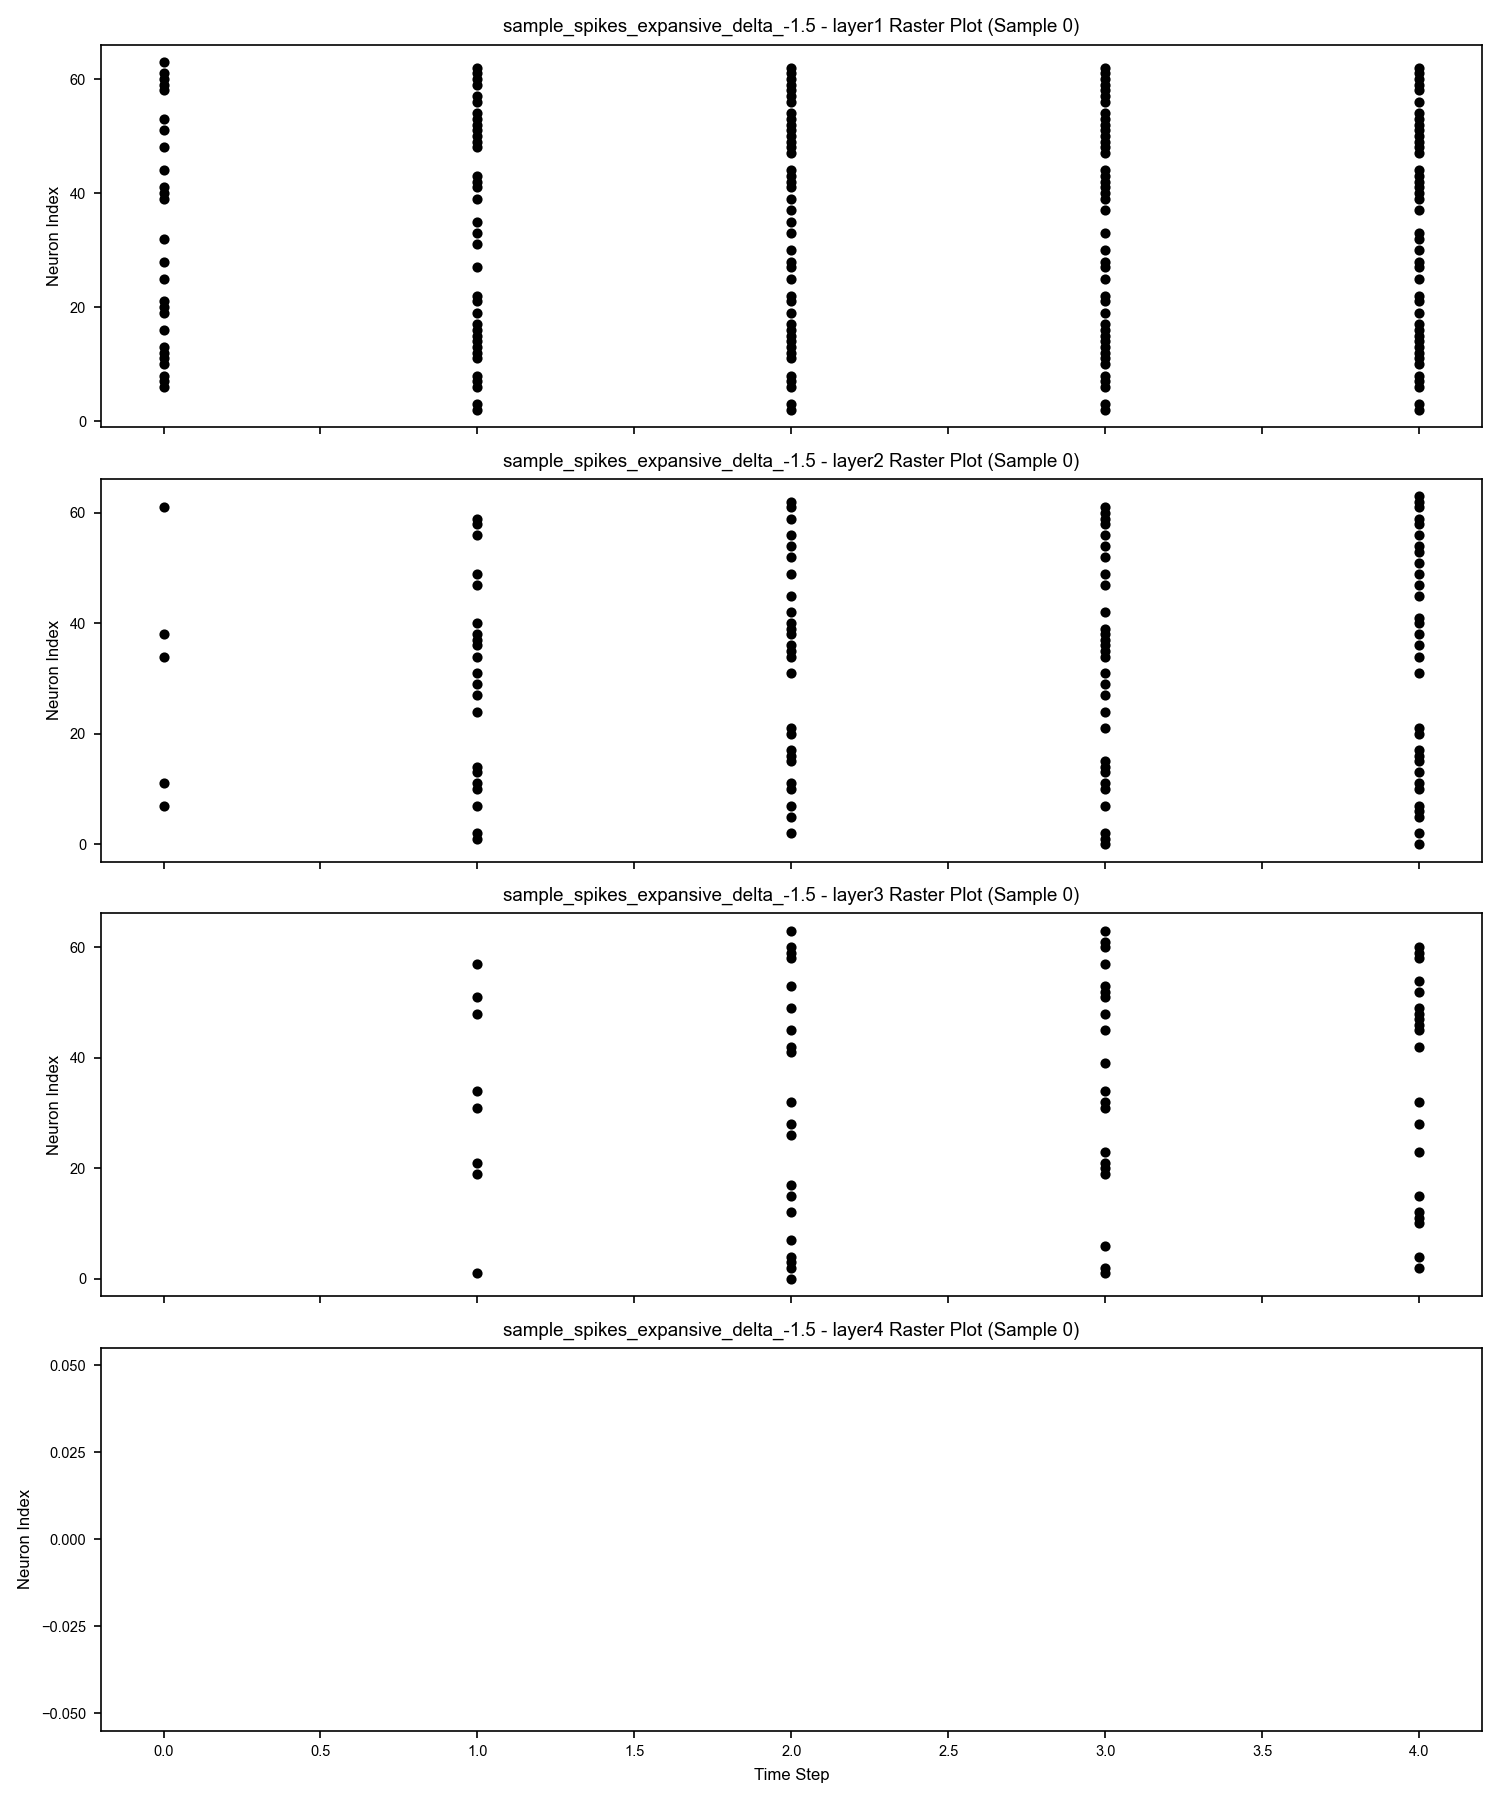 sample_spikes_expansive_delta_-1.5 - layer1 Raster Plot (Sample 0)
60
40
20
0
Neuron Index
sample_spikes_expansive_delta_-1.5 - layer2 Raster Plot (Sample 0)
60
40
20
0
Neuron Index
sample_spikes_expansive_delta_-1.5 - layer3 Raster Plot (Sample 0)
60
40
20
0
Neuron Index
sample_spikes_expansive_delta_-1.5 - layer4 Raster Plot (Sample 0)
0.050
0.025
0.000
−0.025
−0.050
Neuron Index
0.0 0.5 1.0 1.5 2.0 2.5 3.0 3.5 4.0
Time Step